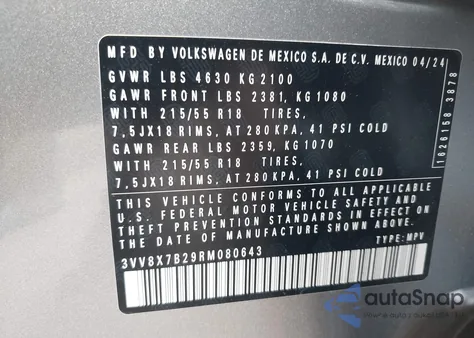 MFD BY VOLKSWAGEN DE MEXICO S.A. DE C.V. MEXICO 04/24
GVWR LBS 4630 KG 2100
GAWR FRONT LBS 2381, KG 1080
WITH 215/55 R18 TIRES,
7,5JX18 RIMS, AT 280 KPA, 41 PSI COLD
GAWR REAR LBS 2359, KG 1070
WITH 215/55 R18 TIRES,
7,5JX18 RIMS, AT 280 KPA, 41 PSI COLD
THIS VEHICLE CONFORMS TO ALL APPLICABLE
U.S. FEDERAL MOTOR VEHICLE SAFETY AND
THEFT PREVENTION STANDARDS IN EFFECT ON
THE DATE OF MANUFACTURE SHOWN ABOVE.
3VV8X7B29RM080643
TYPE: MPV
1626158 3878
autoSnap